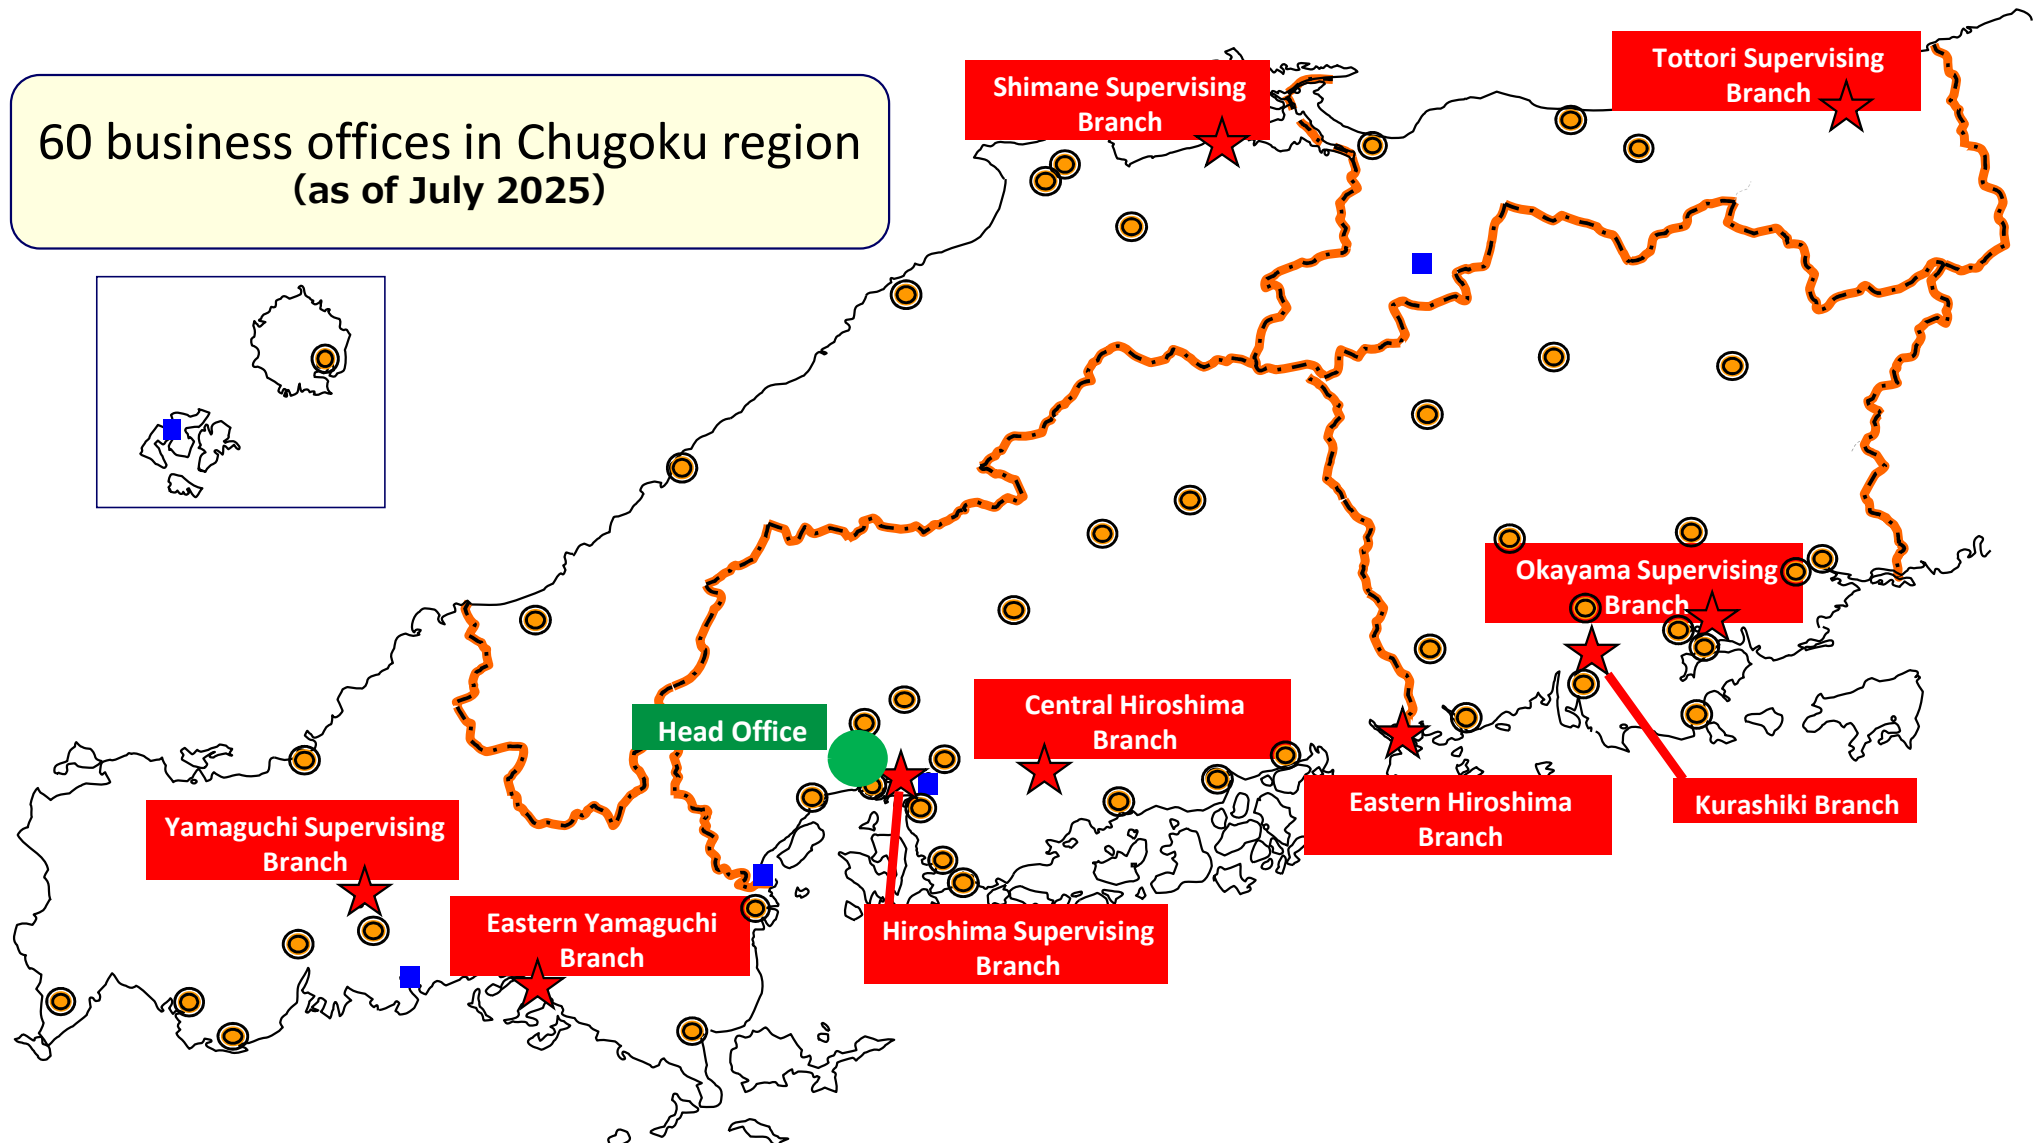 60 business offices in Chugoku region
(as of July 2025)
Shimane Supervising
Branch
Tottori Supervising
Branch
Okayama Supervising
Branch
Head Office
Central Hiroshima
Branch
Eastern Hiroshima
Branch
Kurashiki Branch
Yamaguchi Supervising
Branch
Eastern Yamaguchi
Branch
Hiroshima Supervising
Branch